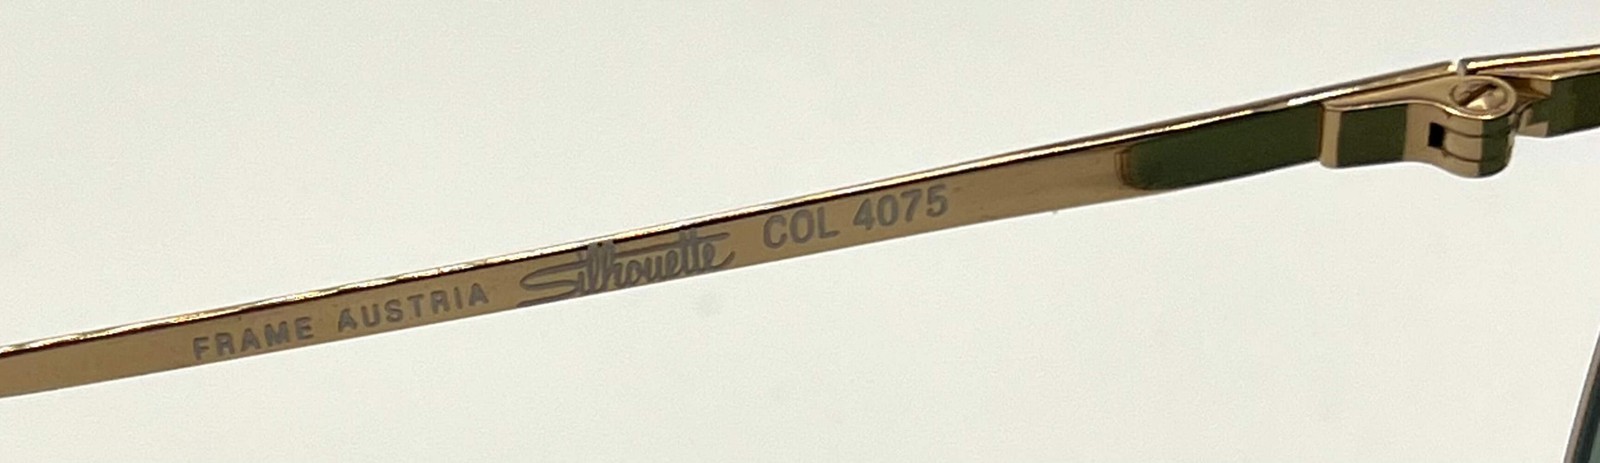 FRAME AUSTRIA Silhouette COL 4075